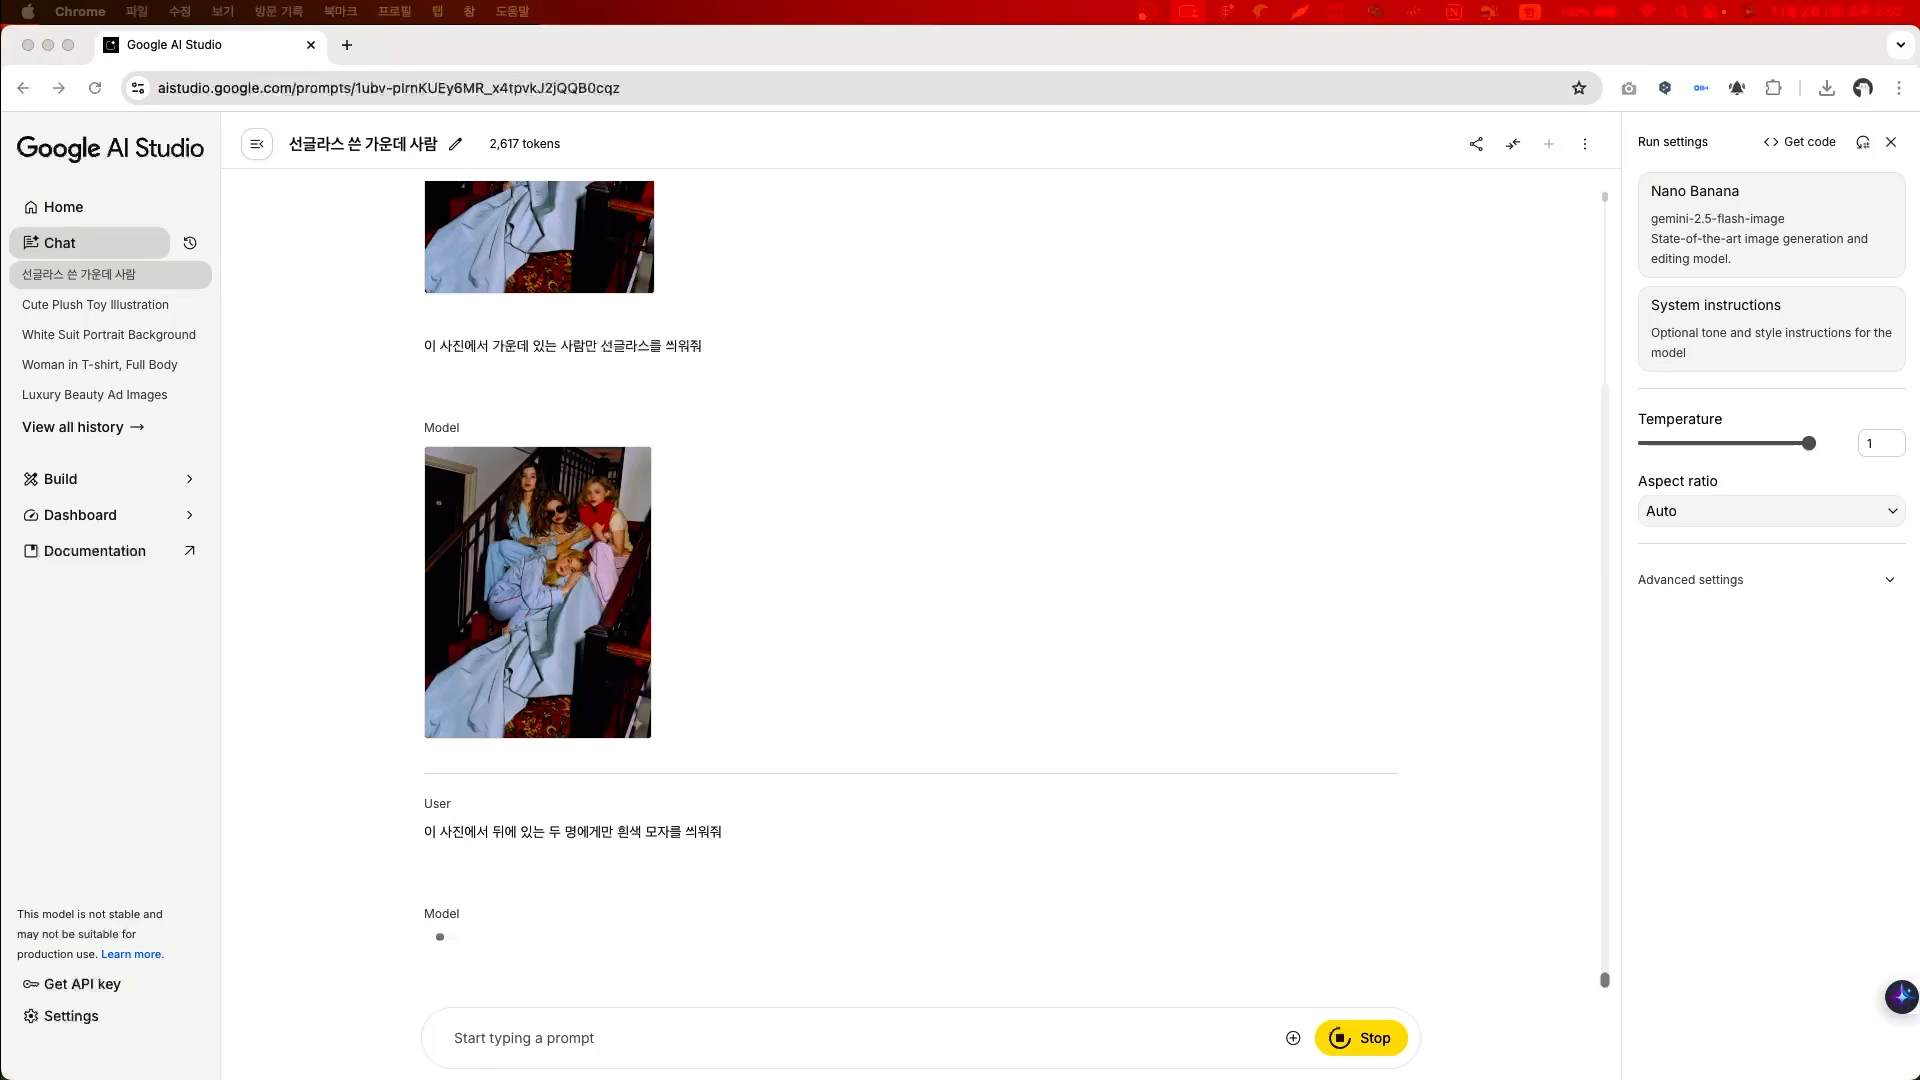 Chrome 파일 수정 보기 방문 기록 북마크 프로필 탭 창 도움말
Google AI Studio
aistudio.google.com/prompts/1ubv-plrnKUEy6MR_x4tpvkJ2jQQB0cqz
Google AI Studio
Home
Chat
선글라스 쓴 가운데 사람
Cute Plush Toy Illustration
White Suit Portrait Background
Woman in T-shirt, Full Body
Luxury Beauty Ad Images
View all history →
Build
Dashboard
Documentation
This model is not stable and
may not be suitable for
production use. Learn more.
Get API key
Settings
선글라스 쓴 가운데 사람 2,617 tokens
이 사진에서 가운데 있는 사람만 선글라스를 씌워줘
Model
User
이 사진에서 뒤에 있는 두 명에게만 흰색 모자를 씌워줘
Model
Start typing a prompt
Stop
Run settings
<> Get code
Nano Banana
gemini-2.5-flash-image
State-of-the-art image generation and
editing model.
System instructions
Optional tone and style instructions for the
model
Temperature
1
Aspect ratio
Auto
Advanced settings